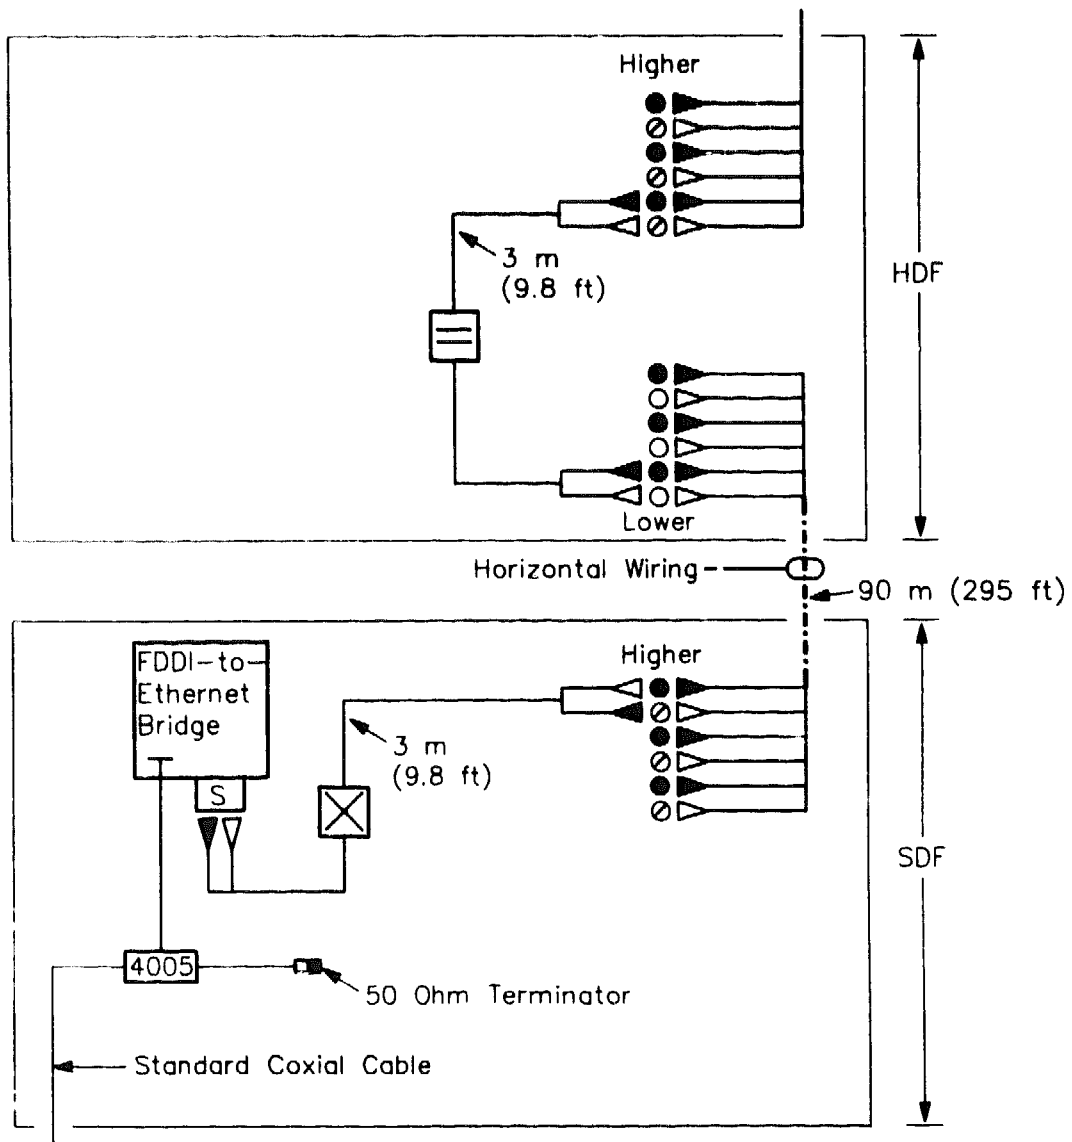 Higher
3 m
(9.8 ft)
HDF
Lower
Horizontal Wiring
90 m (295 ft)
FDDI-to-
Ethernet
Bridge
Higher
3 m
(9.8 ft)
S
SDF
4005
50 Ohm Terminator
Standard Coxial Cable